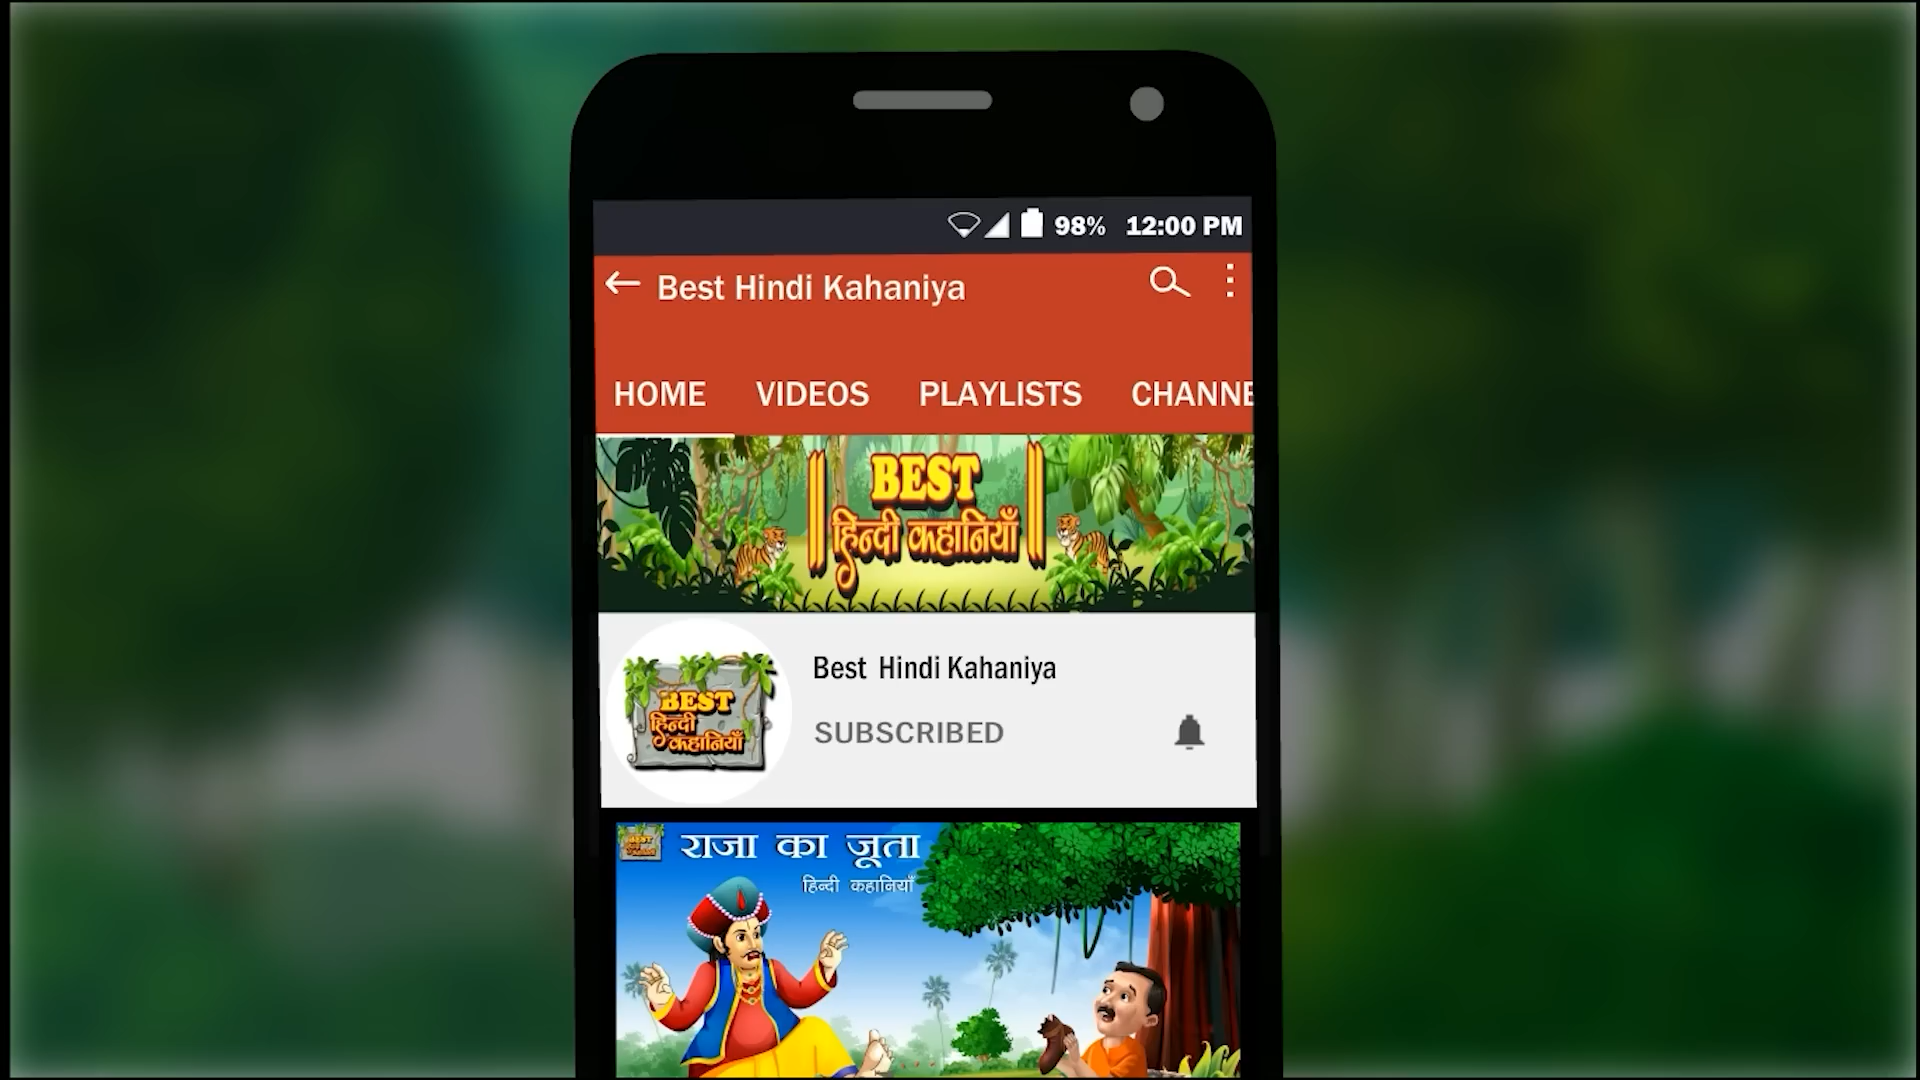 98% 12:00 PM
Best Hindi Kahaniya
HOME VIDEOS PLAYLISTS CHANNE
BEST
हिन्दी कहानियाँ
Best Hindi Kahaniya
SUBSCRIBED
BEST
हिन्दी
कहानियाँ
राजा का जूता
हिन्दी कहानियाँ